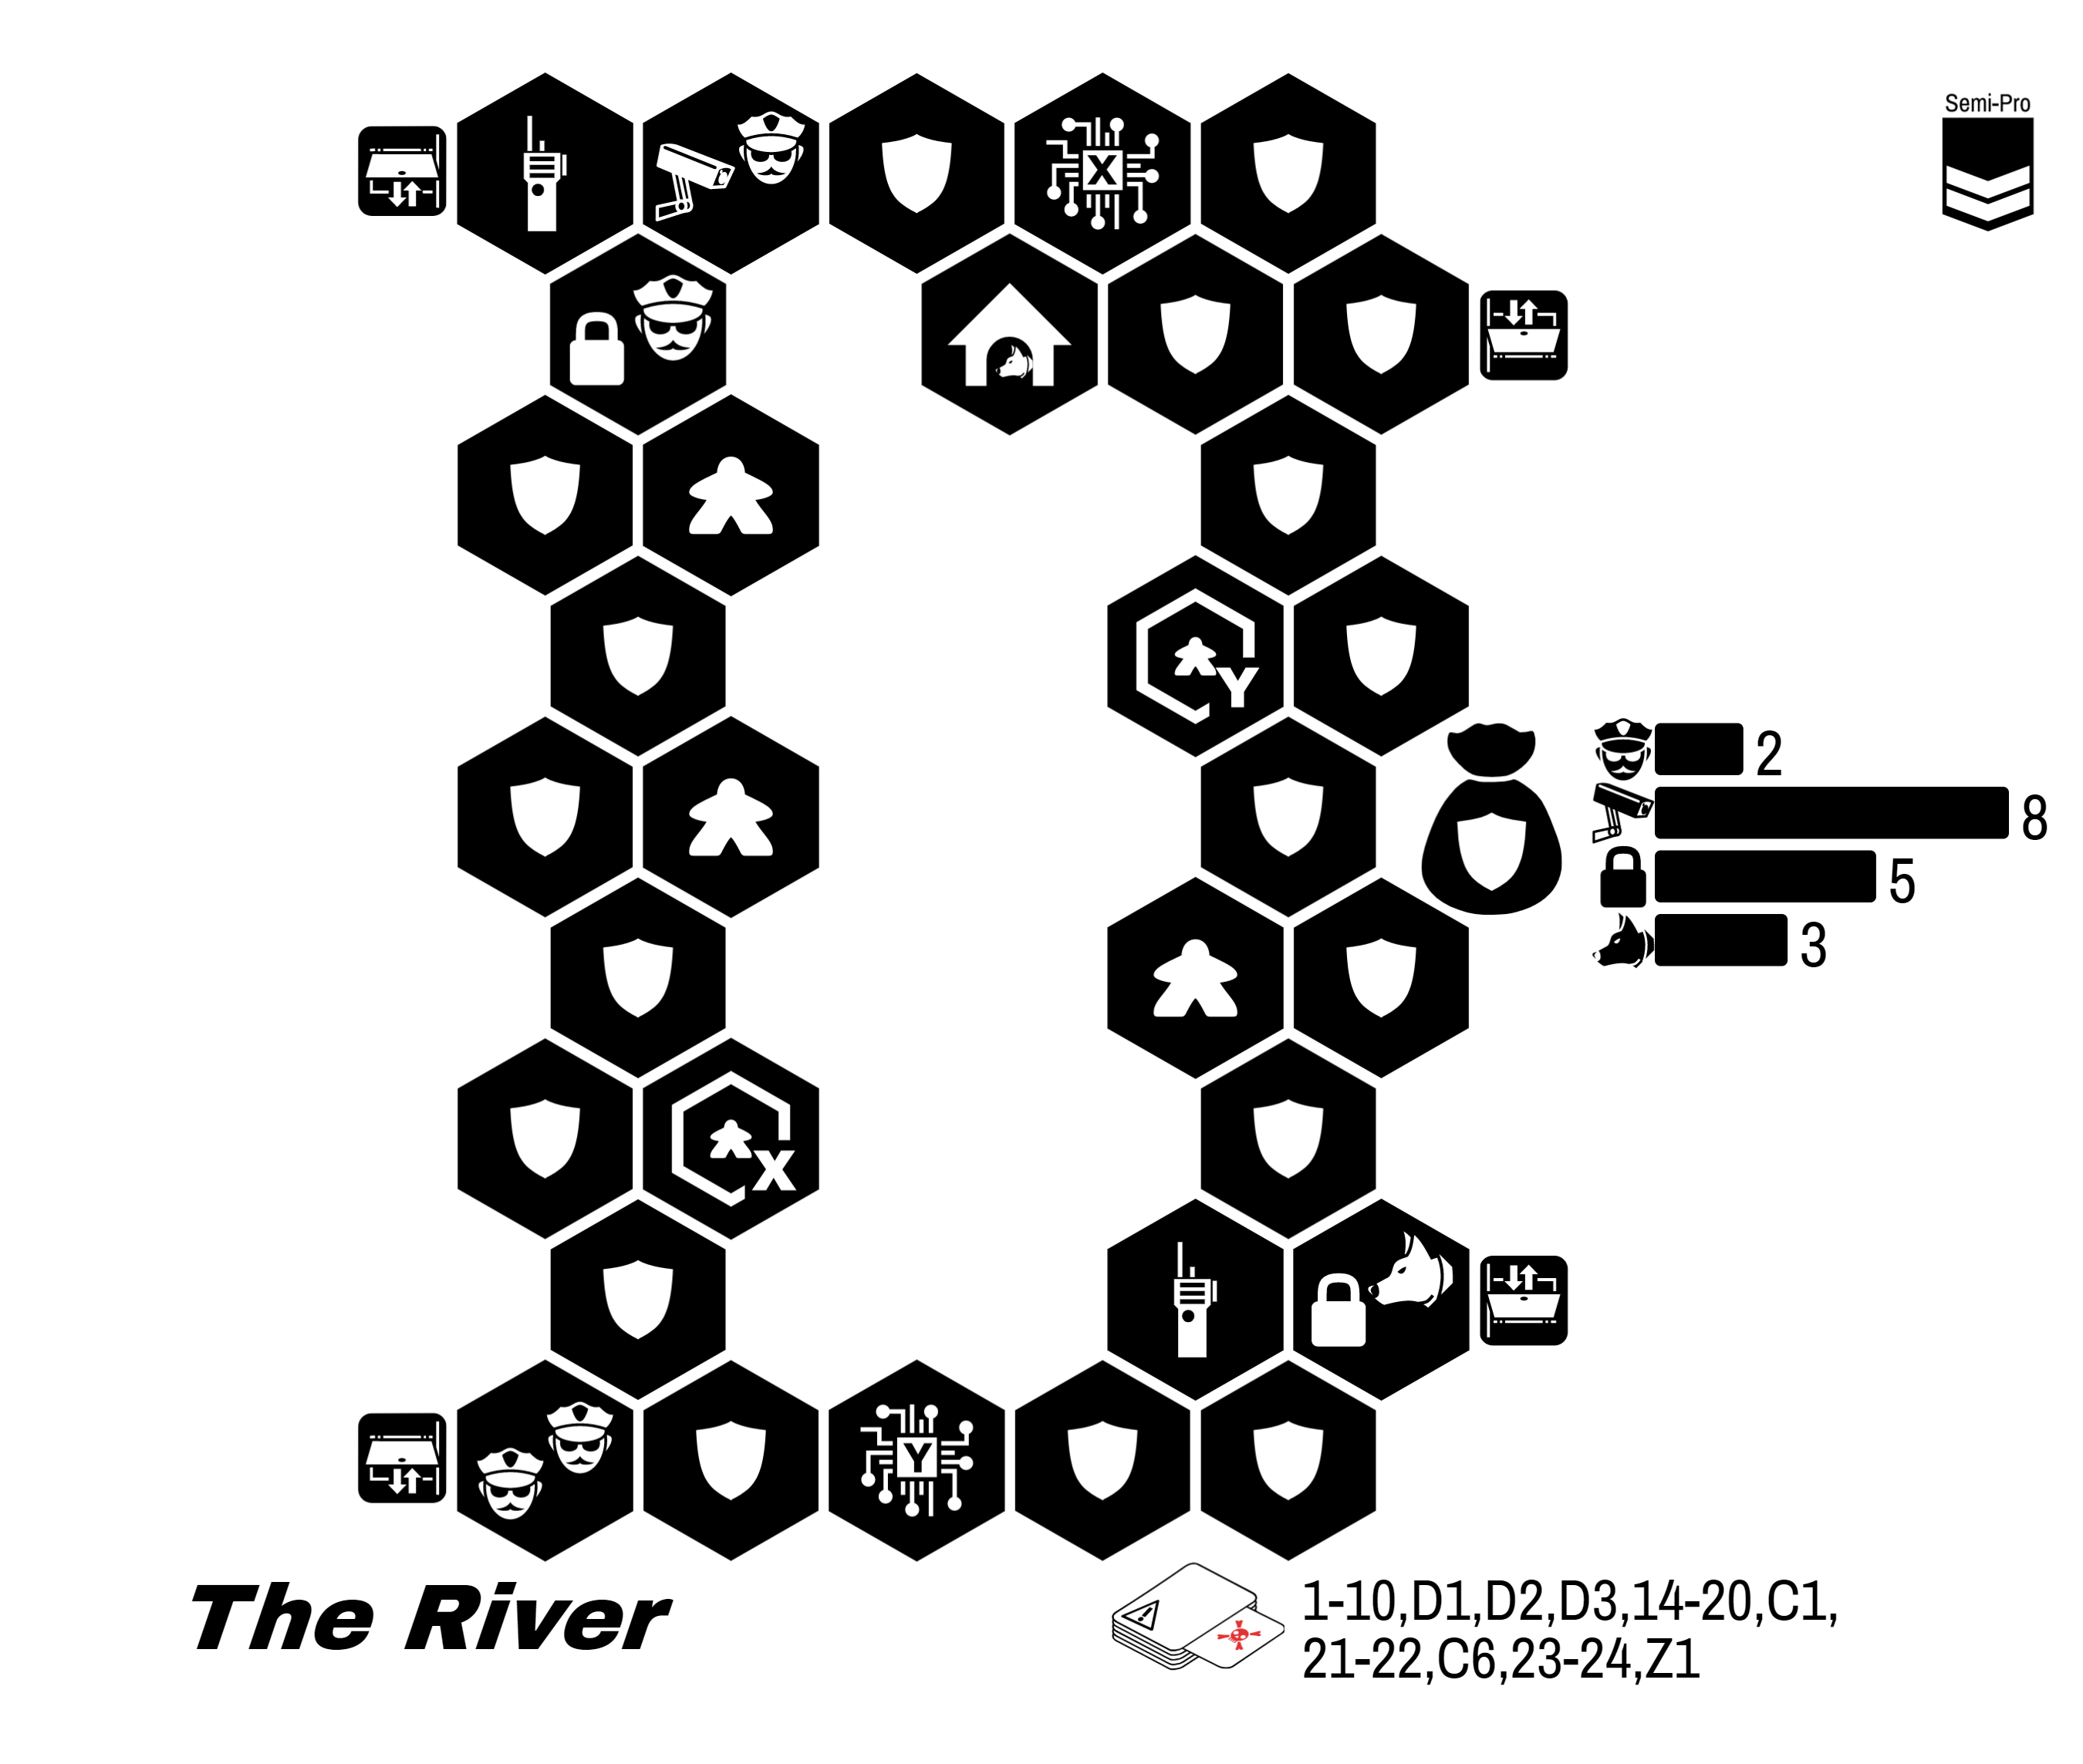 Semi-Pro
X
Y
2
8
5
3
X
Y
The River
1-10,D1,D2,D3,14-20,C1,
21-22,C6,23-24,Z1